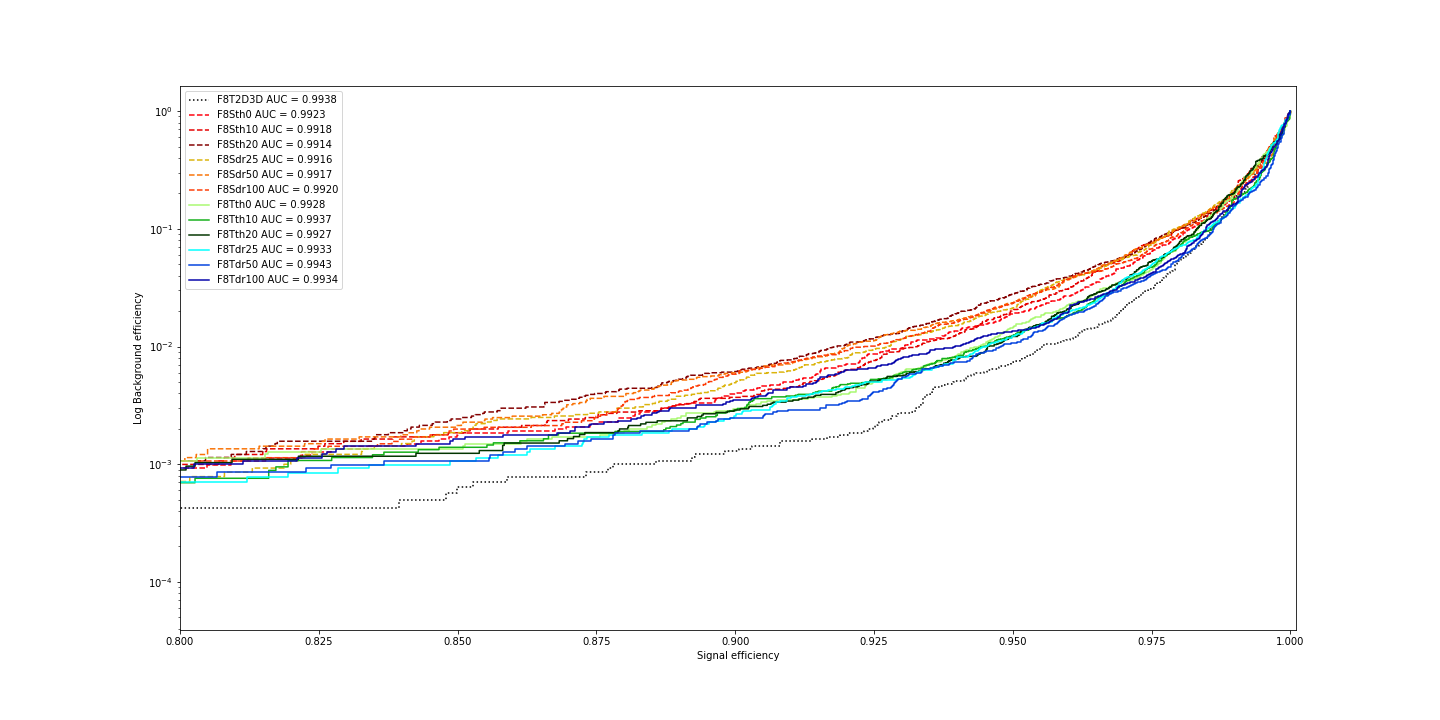 F8T2D3D AUC = 0.9938
F8Sth0 AUC = 0.9923
F8Sth10 AUC = 0.9918
F8Sth20 AUC = 0.9914
F8Sdr25 AUC = 0.9916
F8Sdr50 AUC = 0.9917
F8Sdr100 AUC = 0.9920
F8Tth0 AUC = 0.9928
F8Tth10 AUC = 0.9937
F8Tth20 AUC = 0.9927
F8Tdr25 AUC = 0.9933
F8Tdr50 AUC = 0.9943
F8Tdr100 AUC = 0.9934
Log Background efficiency
10⁰
10⁻¹
10⁻²
10⁻³
10⁻⁴
0.800 0.825 0.850 0.875 0.900 0.925 0.950 0.975 1.000
Signal efficiency